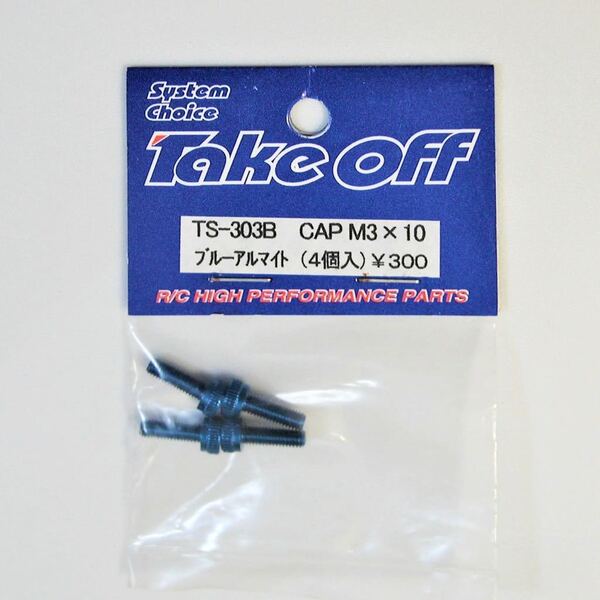 System
Choice
Take Off
TS-303B CAP M3×10
ブルーアルマイト (4個入) ¥300
R/C HIGH PERFORMANCE PARTS